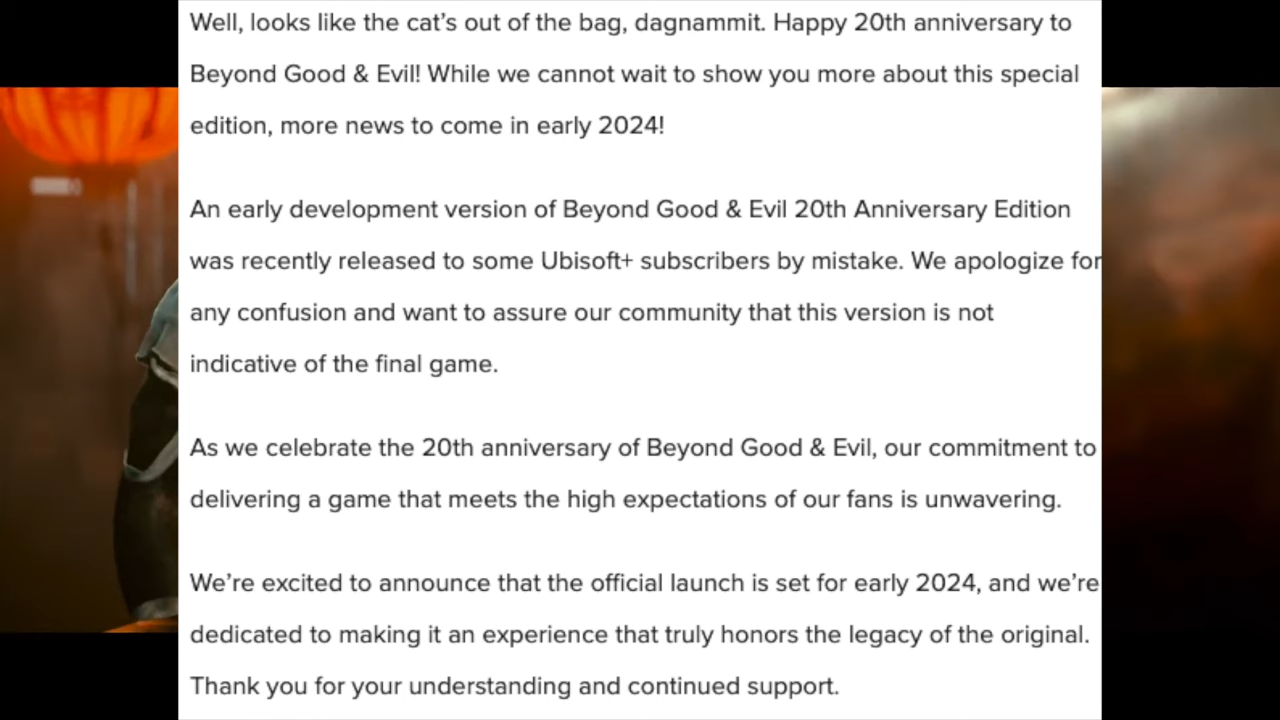 Well, looks like the cat’s out of the bag, dagnammit. Happy 20th anniversary to
Beyond Good & Evil! While we cannot wait to show you more about this special
edition, more news to come in early 2024!
An early development version of Beyond Good & Evil 20th Anniversary Edition
was recently released to some Ubisoft+ subscribers by mistake. We apologize for
any confusion and want to assure our community that this version is not
indicative of the final game.
As we celebrate the 20th anniversary of Beyond Good & Evil, our commitment to
delivering a game that meets the high expectations of our fans is unwavering.
We’re excited to announce that the official launch is set for early 2024, and we’re
dedicated to making it an experience that truly honors the legacy of the original.
Thank you for your understanding and continued support.